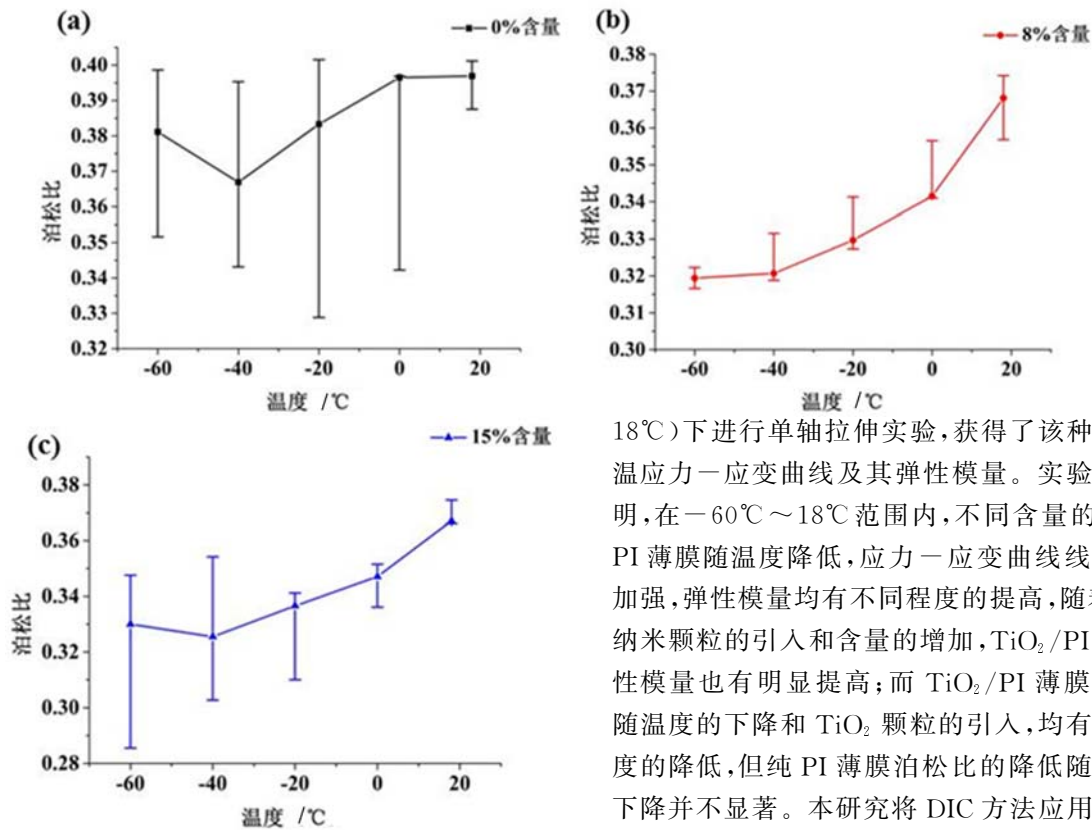 (a)
0%含量
0.40
0.39
0.38
0.37
0.36
0.35
0.34
0.33
0.32
泊松比
-60 -40 -20 0 20
温度 /℃
(b)
8%含量
0.38
0.37
0.36
0.35
0.34
0.33
0.32
0.31
0.30
泊松比
-60 -40 -20 0 20
温度 /℃
(c)
15%含量
0.38
0.36
0.34
0.32
0.30
0.28
泊松比
-60 -40 -20 0 20
温度 /℃
18℃)下进行单轴拉伸实验,获得了该种
温应力-应变曲线及其弹性模量。实验
明,在-60℃~18℃范围内,不同含量的
PI 薄膜随温度降低,应力-应变曲线线
加强,弹性模量均有不同程度的提高,随
纳米颗粒的引入和含量的增加,TiO₂/PI
性模量也有明显提高;而 TiO₂/PI 薄膜
随温度的下降和 TiO₂ 颗粒的引入,均有
度的降低,但纯 PI 薄膜泊松比的降低随
下降并不显著。本研究将 DIC 方法应用